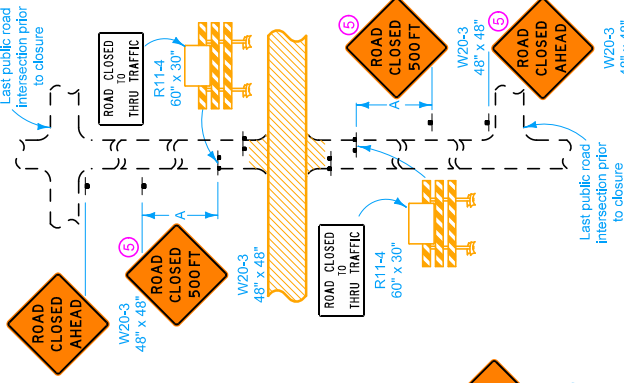 Last public road
intersection prior
to closure
ROAD CLOSED
TO
THRU TRAFFIC
R11-4
60" x 30"
5
ROAD
CLOSED
500 FT
W20-3
48" x 48"
5
ROAD
CLOSED
AHEAD
W20-3
A
A
Last public road
intersection prior
to closure
ROAD
CLOSED
AHEAD
W20-3
48" x 48"
5
ROAD
CLOSED
500 FT
W20-3
48" x 48"
ROAD CLOSED
TO
THRU TRAFFIC
R11-4
60" x 30"